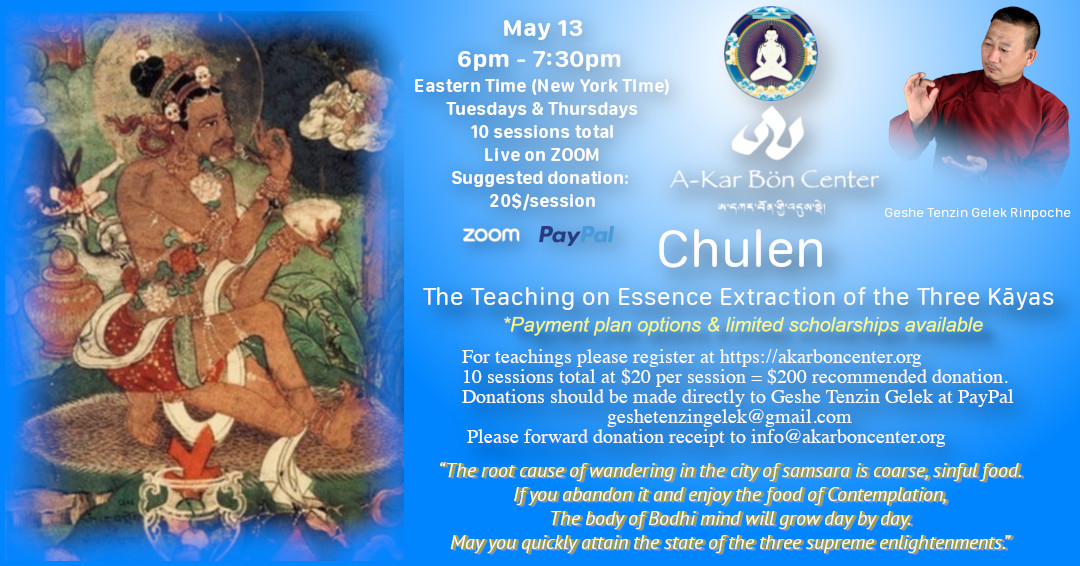 May 13
6pm - 7:30pm
Eastern Time (New York TIme)
Tuesdays & Thursdays
10 sessions total
Live on ZOOM
Suggested donation:
20$/session
zoom PayPal
ཨ
A-Kar Bön Center
ཨ་དཀར་བོན་གྱི་འདུས་སྡེ།
Geshe Tenzin Gelek Rinpoche
Chulen
The Teaching on Essence Extraction of the Three Kāyas
*Payment plan options & limited scholarships available
For teachings please register at https://akarboncenter.org
10 sessions total at $20 per session = $200 recommended donation.
Donations should be made directly to Geshe Tenzin Gelek at PayPal
geshetenzingelek@gmail.com
Please forward donation receipt to info@akarboncenter.org
“The root cause of wandering in the city of samsara is coarse, sinful food.
If you abandon it and enjoy the food of Contemplation,
The body of Bodhi mind will grow day by day.
May you quickly attain the state of the three supreme enlightenments.”